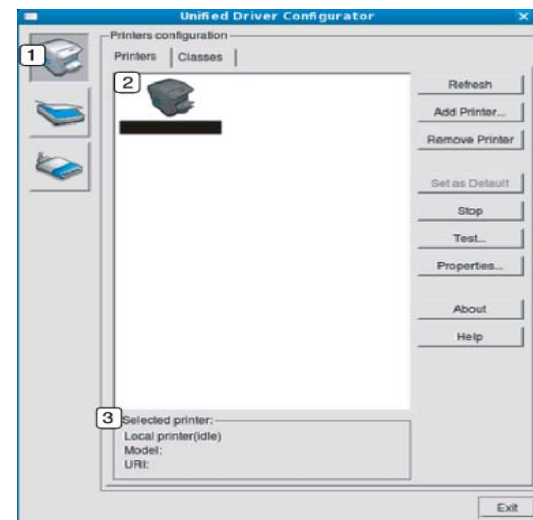 Unified Driver Configurator
1
Printers configuration
Printers
Classes
2
Refresh
Add Printer...
Remove Printer
Set as Default
Stop
Test...
Properties...
About
Help
3
Selected printer:
Local printer(idle)
Model:
URI:
Exit